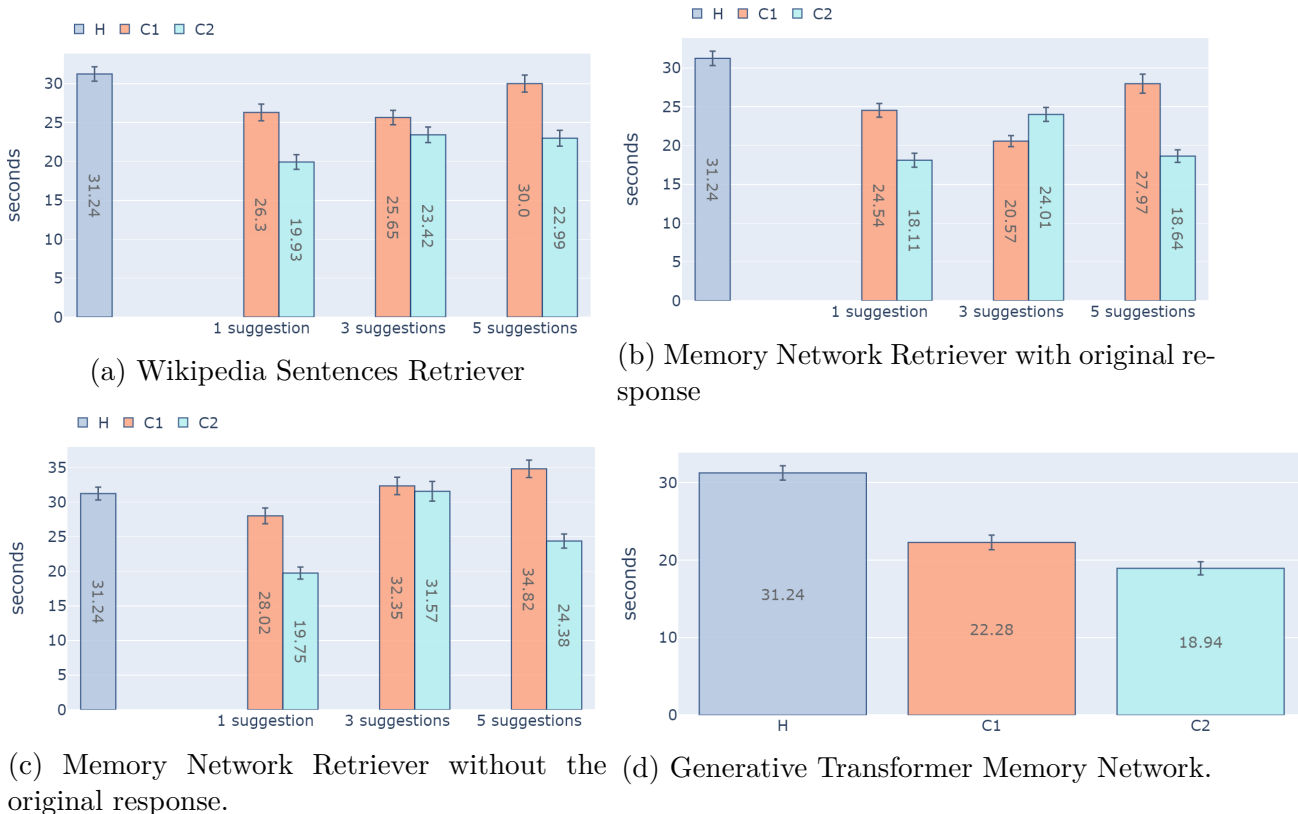 H C1 C2
30
25
20
15
10
5
0
seconds
31.24
26.3
19.93
25.65
23.42
30.0
22.99
1 suggestion 3 suggestions 5 suggestions
(a) Wikipedia Sentences Retriever
H C1 C2
30
25
20
15
10
5
0
seconds
31.24
24.54
18.11
20.57
24.01
27.97
18.64
1 suggestion 3 suggestions 5 suggestions
(b) Memory Network Retriever with original re-
sponse
H C1 C2
35
30
25
20
15
10
5
0
seconds
31.24
28.02
19.75
32.35
31.57
34.82
24.38
1 suggestion 3 suggestions 5 suggestions
(c) Memory Network Retriever without the
original response.
30
20
10
0
seconds
31.24
22.28
18.94
H C1 C2
(d) Generative Transformer Memory Network.